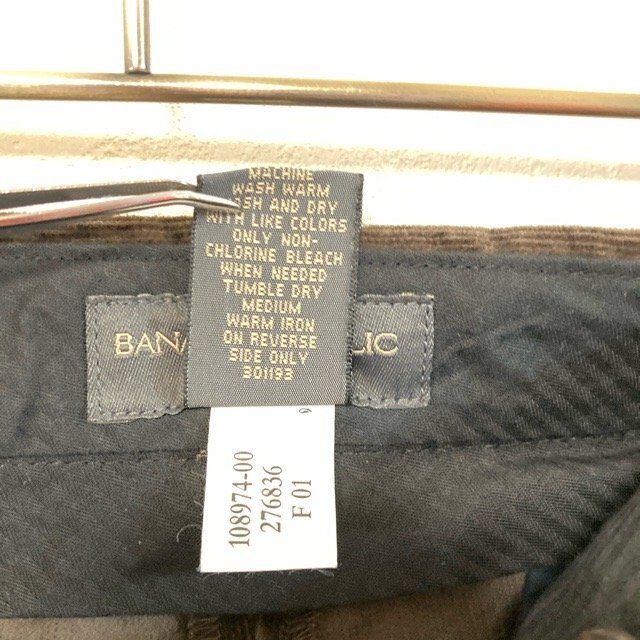 MACHINE
WASH WARM
WASH AND DRY
WITH LIKE COLORS
ONLY NON-
CHLORINE BLEACH
WHEN NEEDED
TUMBLE DRY
MEDIUM
WARM IRON
ON REVERSE
SIDE ONLY
301193
BANA LIC
108974-00
276836
F 01